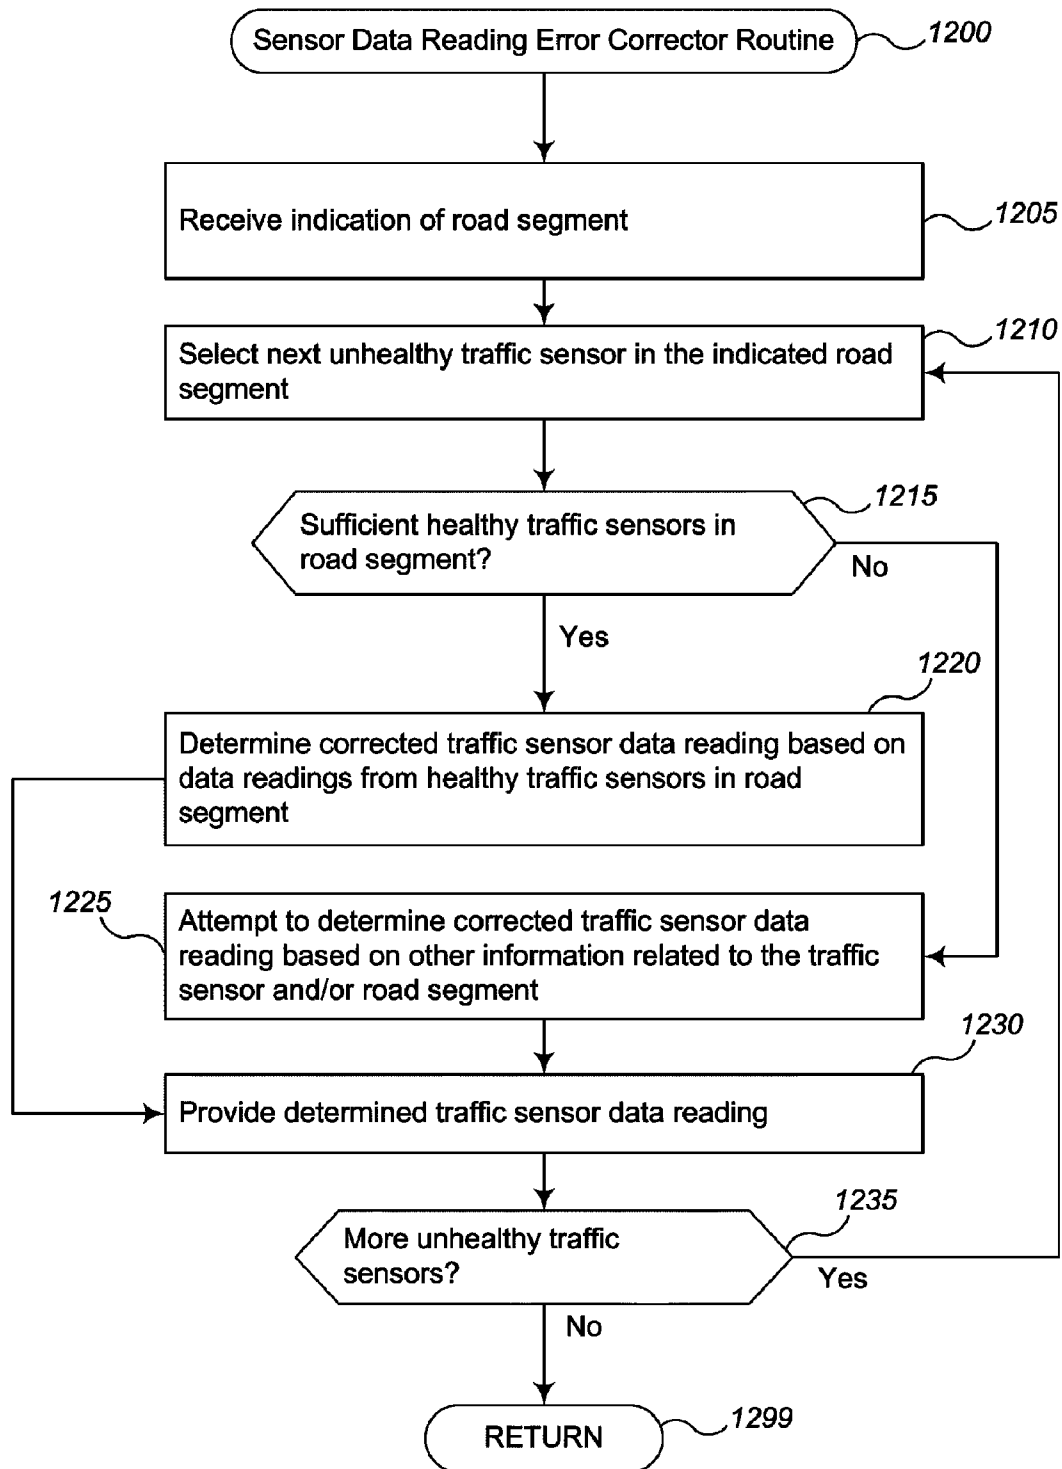 Sensor Data Reading Error Corrector Routine
1200
Receive indication of road segment
1205
Select next unhealthy traffic sensor in the indicated road
segment
1210
Sufficient healthy traffic sensors in
road segment?
1215
No
Yes
1220
Determine corrected traffic sensor data reading based on
data readings from healthy traffic sensors in road
segment
1225
Attempt to determine corrected traffic sensor data
reading based on other information related to the traffic
sensor and/or road segment
1230
Provide determined traffic sensor data reading
1235
More unhealthy traffic
sensors?
Yes
No
RETURN
1299